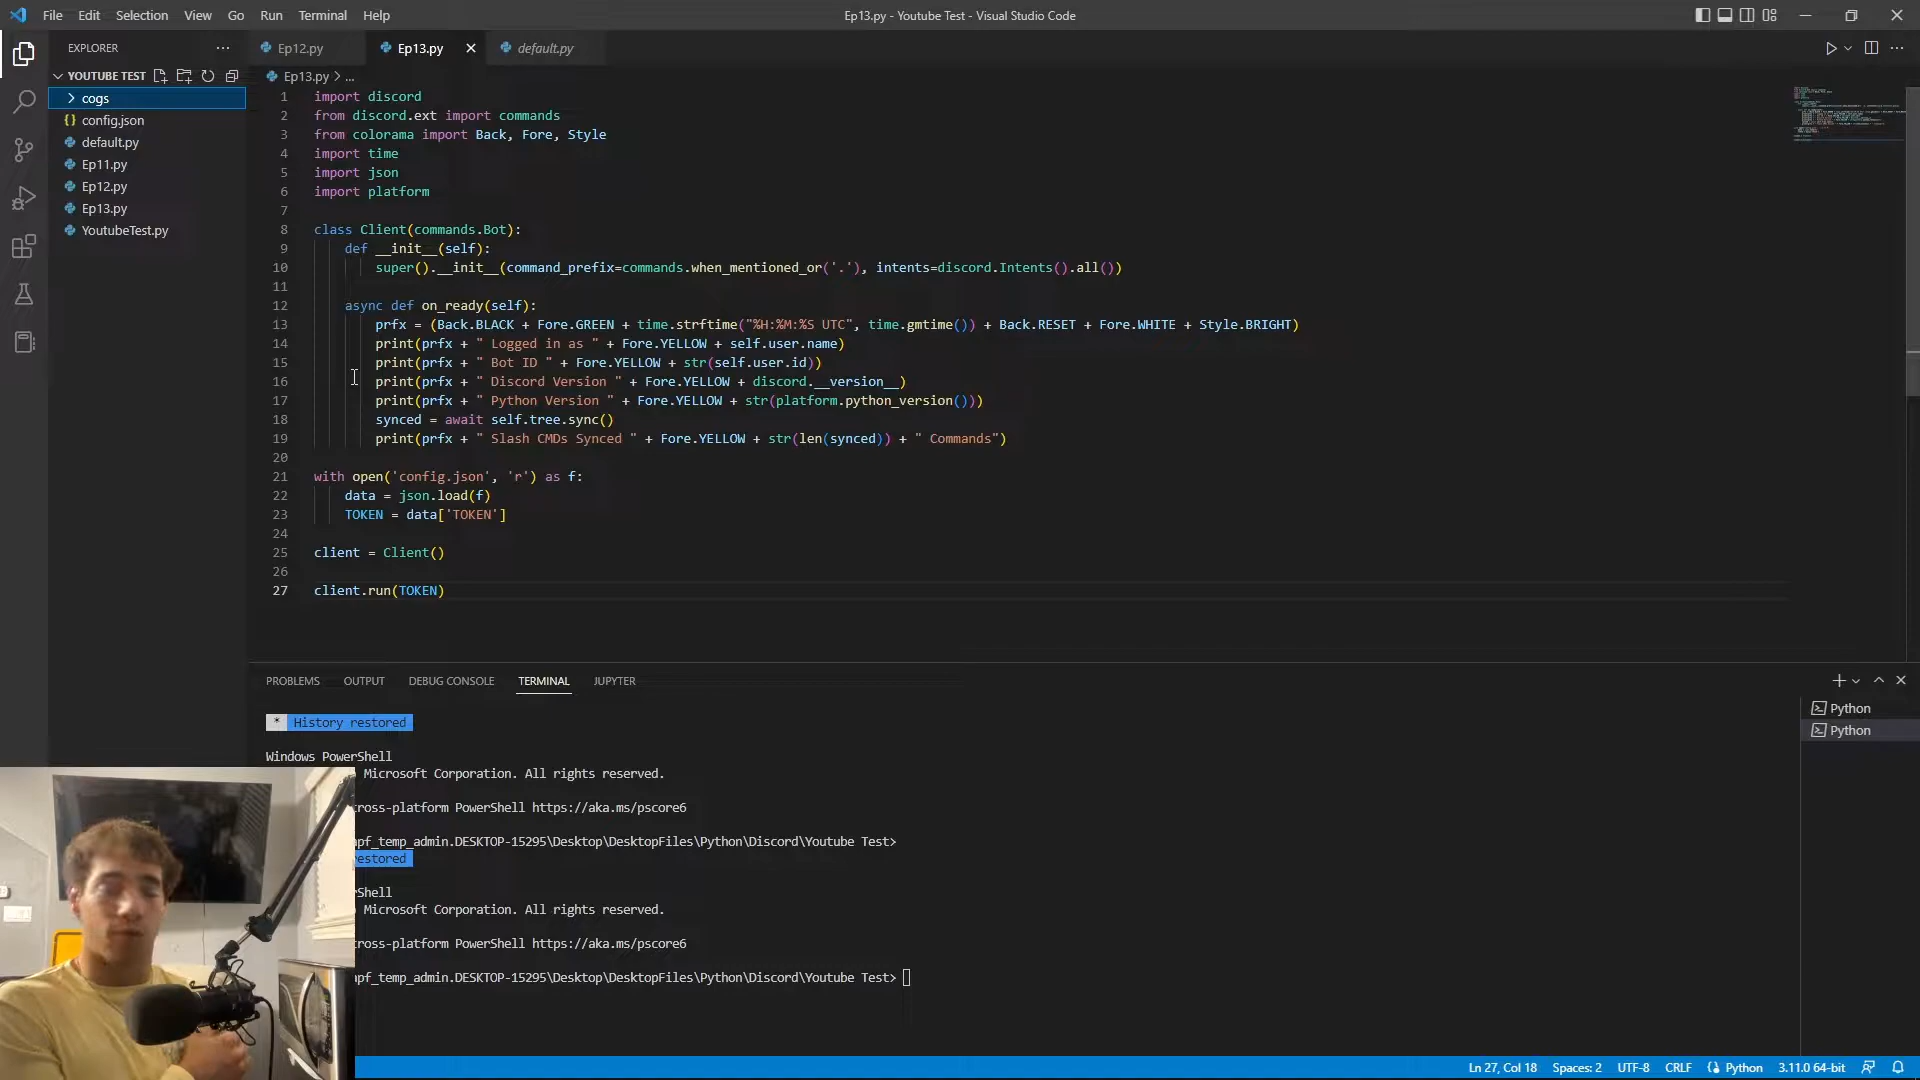 File Edit Selection View Go Run Terminal Help
Ep13.py - Youtube Test - Visual Studio Code
EXPLORER
YOUTUBE TEST
cogs
config.json
default.py
Ep11.py
Ep12.py
Ep13.py
YoutubeTest.py
Ep12.py
Ep13.py
default.py
Ep13.py > ...
1 import discord
2 from discord.ext import commands
3 from colorama import Back, Fore, Style
4 import time
5 import json
6 import platform
7
8 class Client(commands.Bot):
9 def __init__(self):
10 super().__init__(command_prefix=commands.when_mentioned_or('.'), intents=discord.Intents().all())
11
12 async def on_ready(self):
13 prfx = (Back.BLACK + Fore.GREEN + time.strftime("%H:%M:%S UTC", time.gmtime()) + Back.RESET + Fore.WHITE + Style.BRIGHT)
14 print(prfx + " Logged in as " + Fore.YELLOW + self.user.name)
15 print(prfx + " Bot ID " + Fore.YELLOW + str(self.user.id))
16 print(prfx + " Discord Version " + Fore.YELLOW + discord.__version__)
17 print(prfx + " Python Version " + Fore.YELLOW + str(platform.python_version()))
18 synced = await self.tree.sync()
19 print(prfx + " Slash CMDs Synced " + Fore.YELLOW + str(len(synced)) + " Commands")
20
21 with open('config.json', 'r') as f:
22 data = json.load(f)
23 TOKEN = data['TOKEN']
24
25 client = Client()
26
27 client.run(TOKEN)
PROBLEMS OUTPUT DEBUG CONSOLE TERMINAL JUPYTER
Python
Python
* History restored
Windows PowerShell
Microsoft Corporation. All rights reserved.
ross-platform PowerShell https://aka.ms/pscore6
pf_temp_admin.DESKTOP-15295\Desktop\DesktopFiles\Python\Discord\Youtube Test>
estored
Shell
Microsoft Corporation. All rights reserved.
ross-platform PowerShell https://aka.ms/pscore6
pf_temp_admin.DESKTOP-15295\Desktop\DesktopFiles\Python\Discord\Youtube Test>
Ln 27, Col 18 Spaces: 2 UTF-8 CRLF Python 3.11.0 64-bit